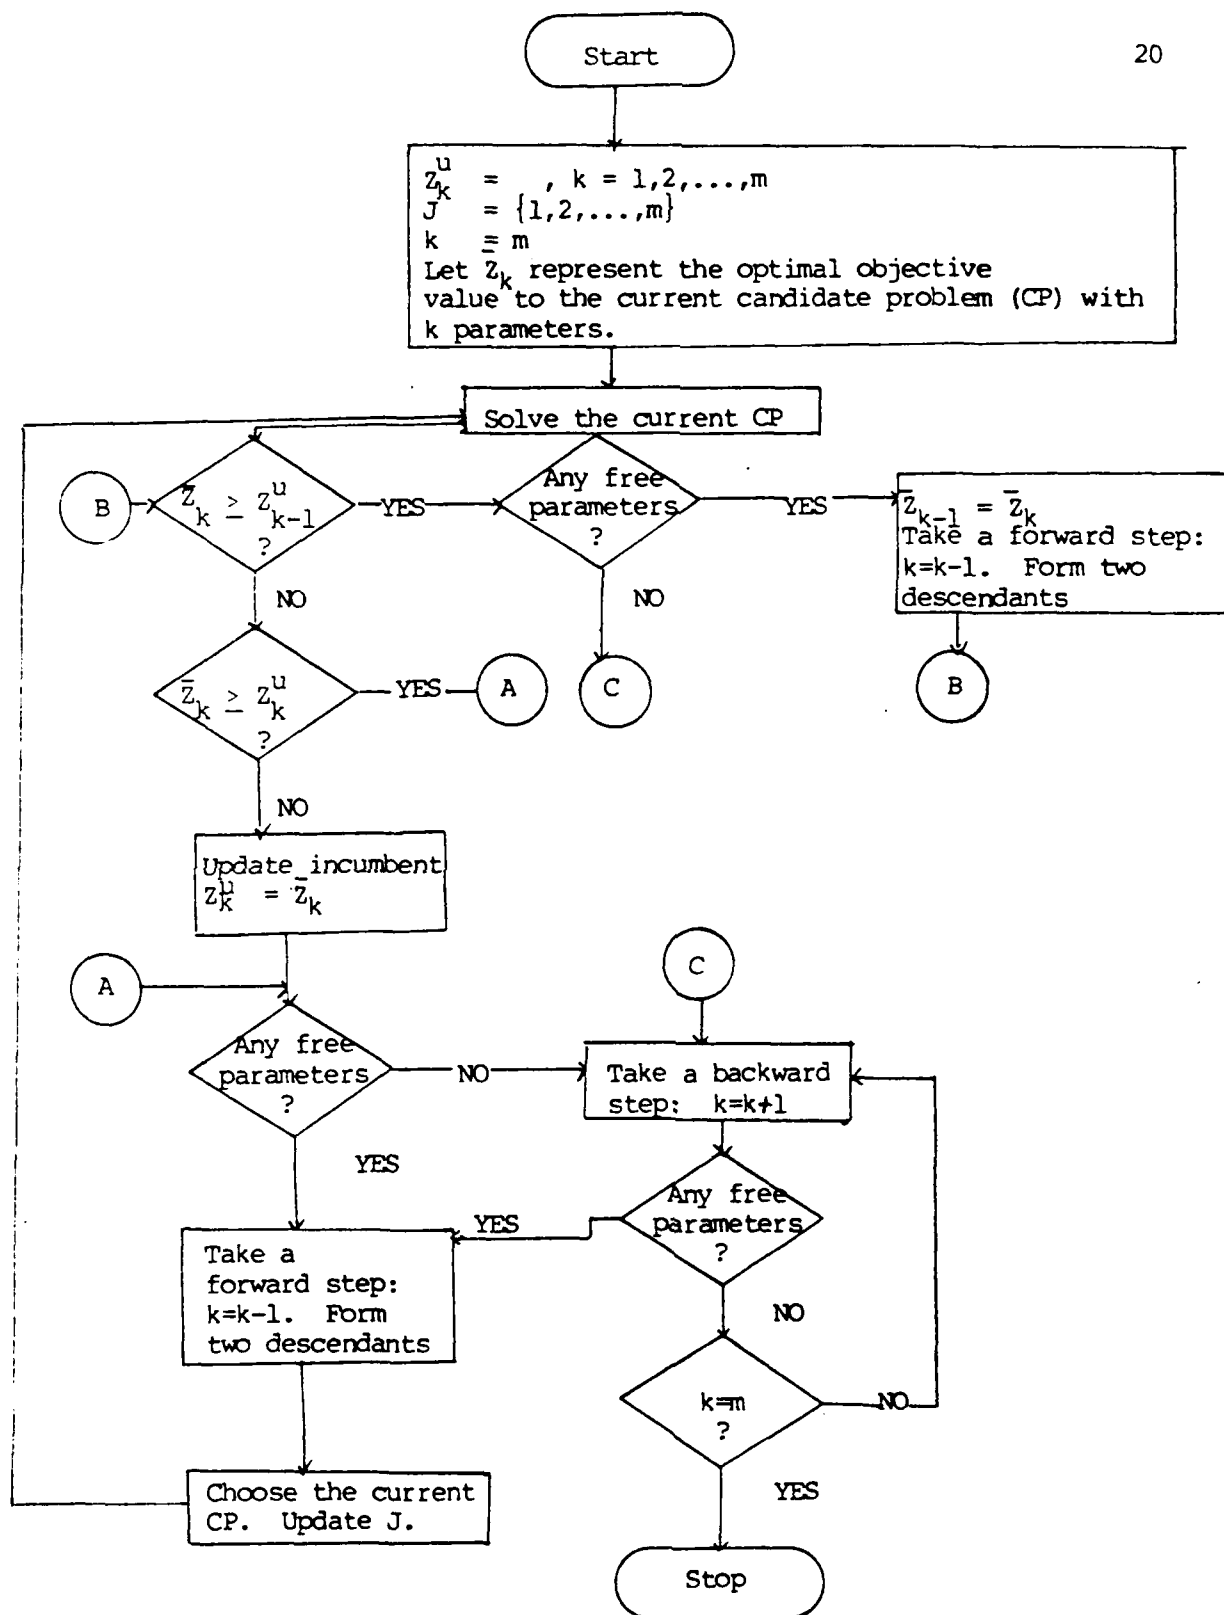 20
Start
Z_k^u = , k = 1,2,...,m
J = {1,2,...,m}
k = m
Let Z̄_k represent the optimal objective
value to the current candidate problem (CP) with
k parameters.
Solve the current CP
B
Z̄_k ≥ Z_{k-1}^u
?
YES
Any free
parameters
?
YES
Z̄_{k-1} = Z̄_k
Take a forward step:
k=k-1. Form two
descendants
NO
NO
Z̄_k ≥ Z_k^u
?
YES
A
C
B
NO
Update incumbent
Z_k^u = Z̄_k
A
C
Any free
parameters
?
NO
Take a backward
step: k=k+1
YES
Any free
parameters
?
YES
Take a
forward step:
k=k-1. Form
two descendants
NO
k=m
?
NO
Choose the current
CP. Update J.
YES
Stop